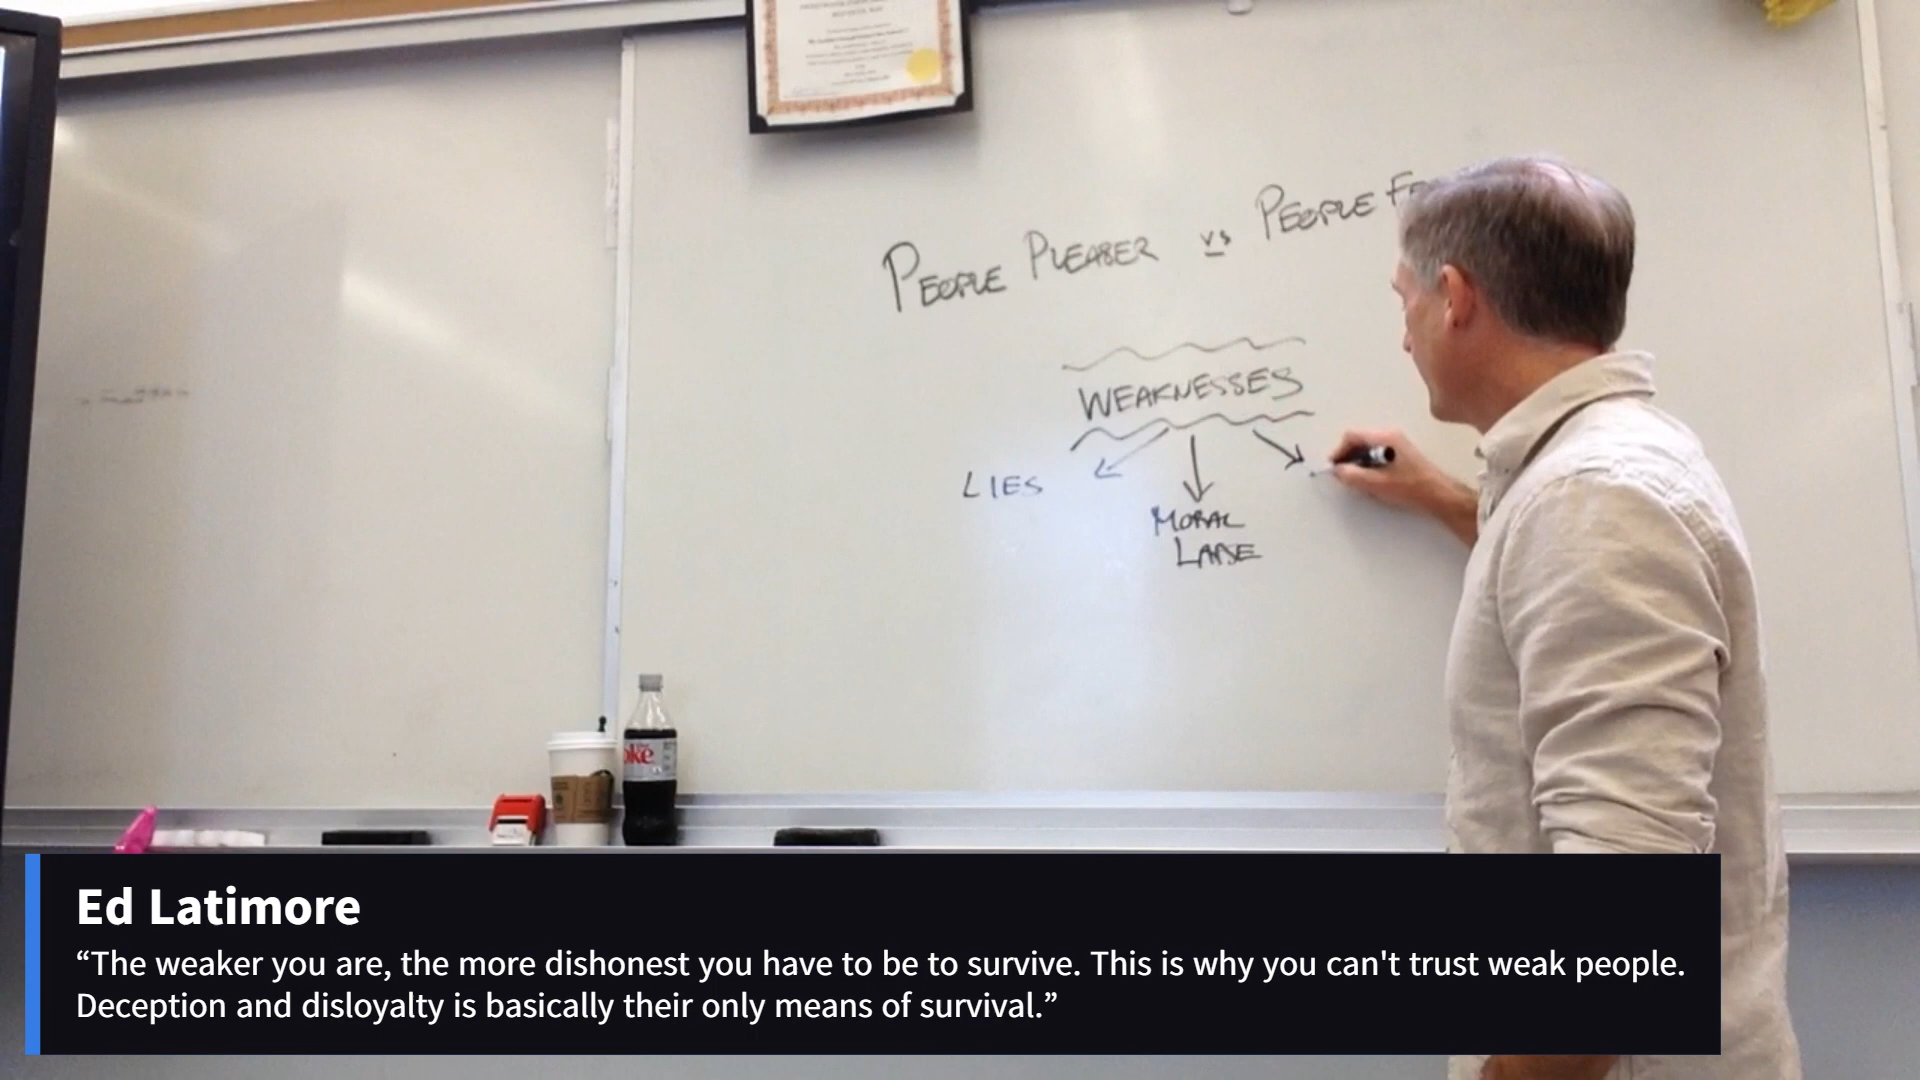 PEOPLE PLEASER vs PEOPLE
WEAKNESSES
LIES
MORAL
LAPSE
oke
Ed Latimore
“The weaker you are, the more dishonest you have to be to survive. This is why you can't trust weak people.
Deception and disloyalty is basically their only means of survival.”